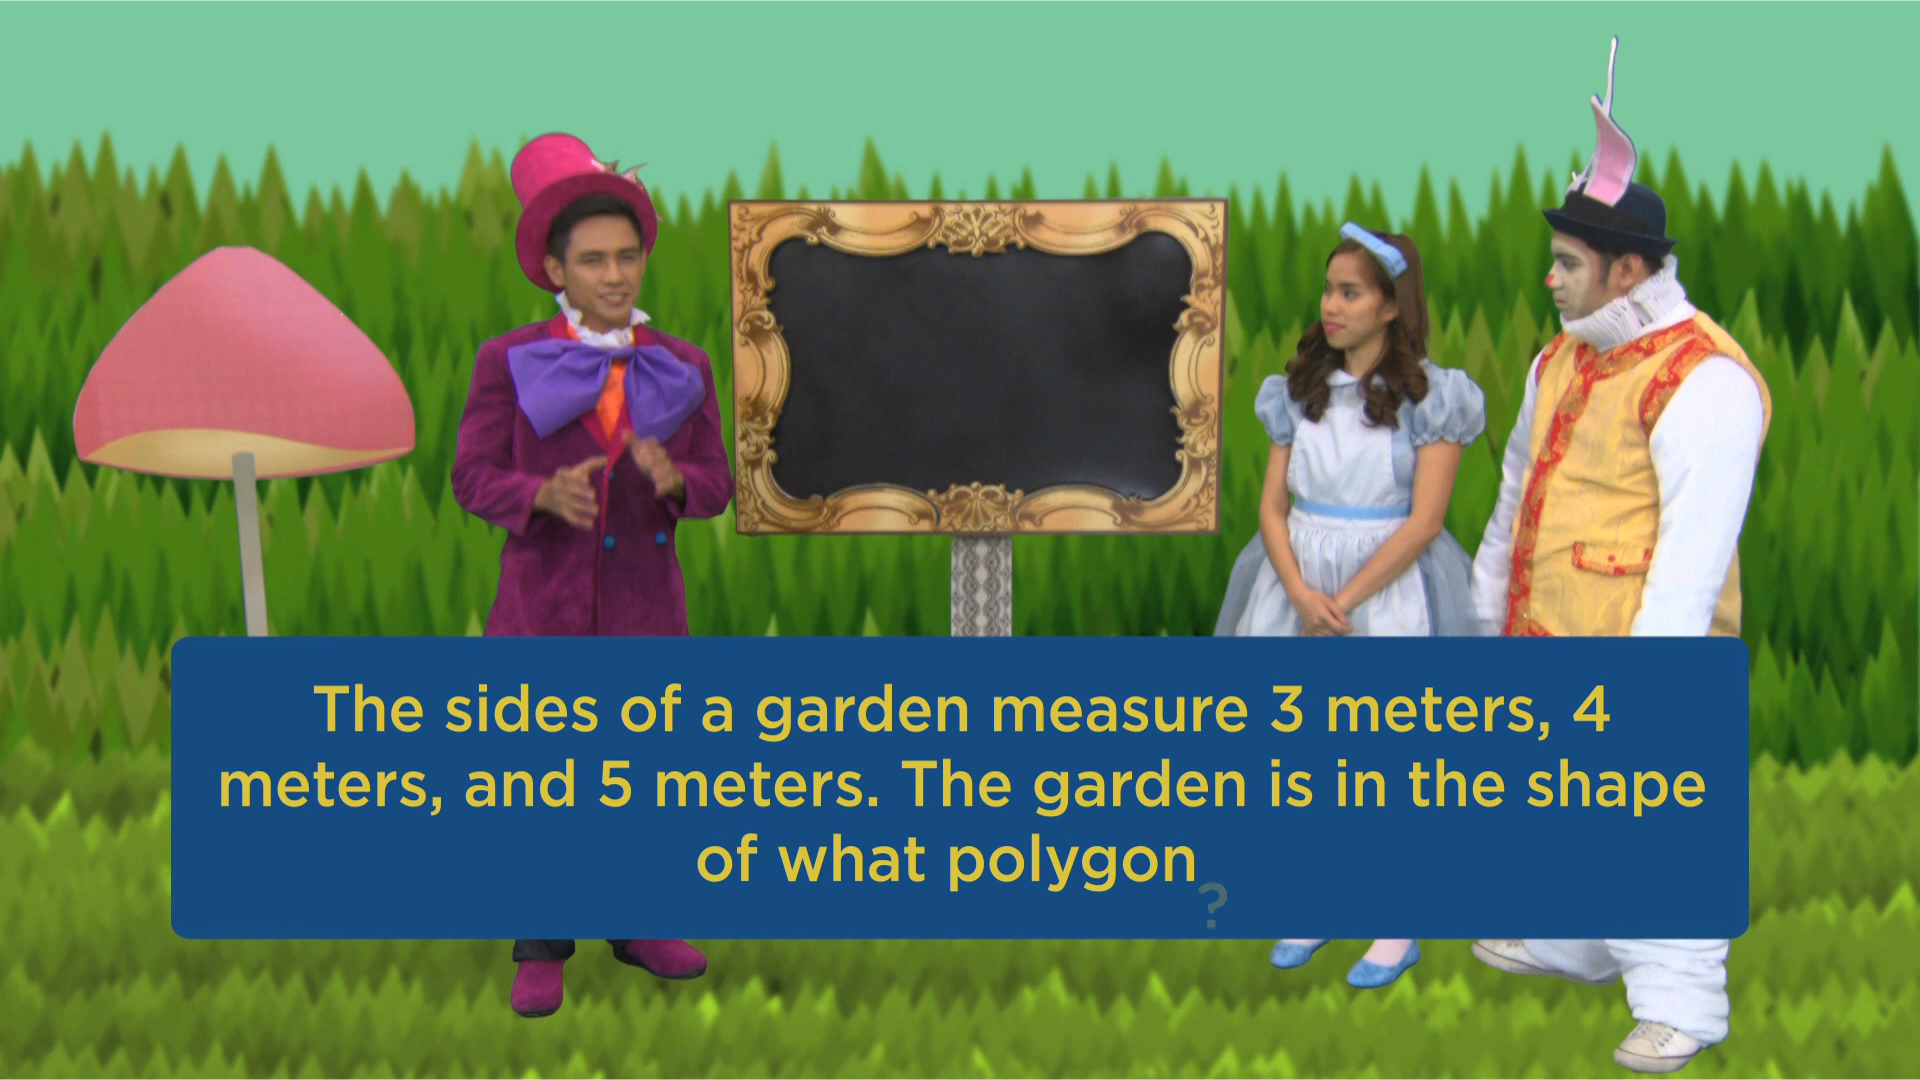 The sides of a garden measure 3 meters, 4
meters, and 5 meters. The garden is in the shape
of what polygon?